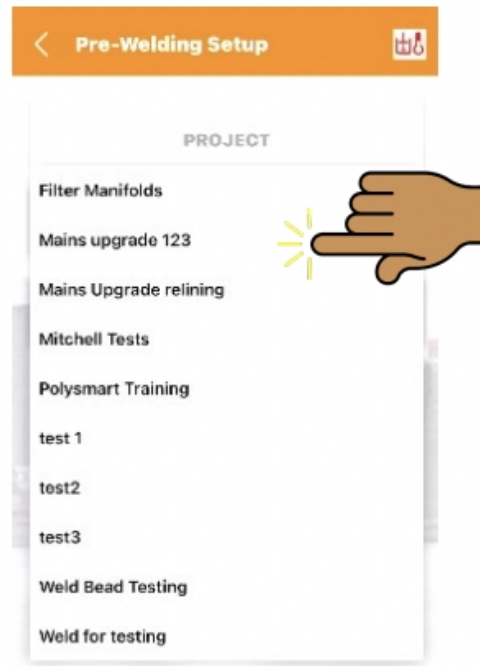 Pre-Welding Setup
PROJECT
Filter Manifolds
Mains upgrade 123
Mains Upgrade relining
Mitchell Tests
Polysmart Training
test 1
test2
test3
Weld Bead Testing
Weld for testing